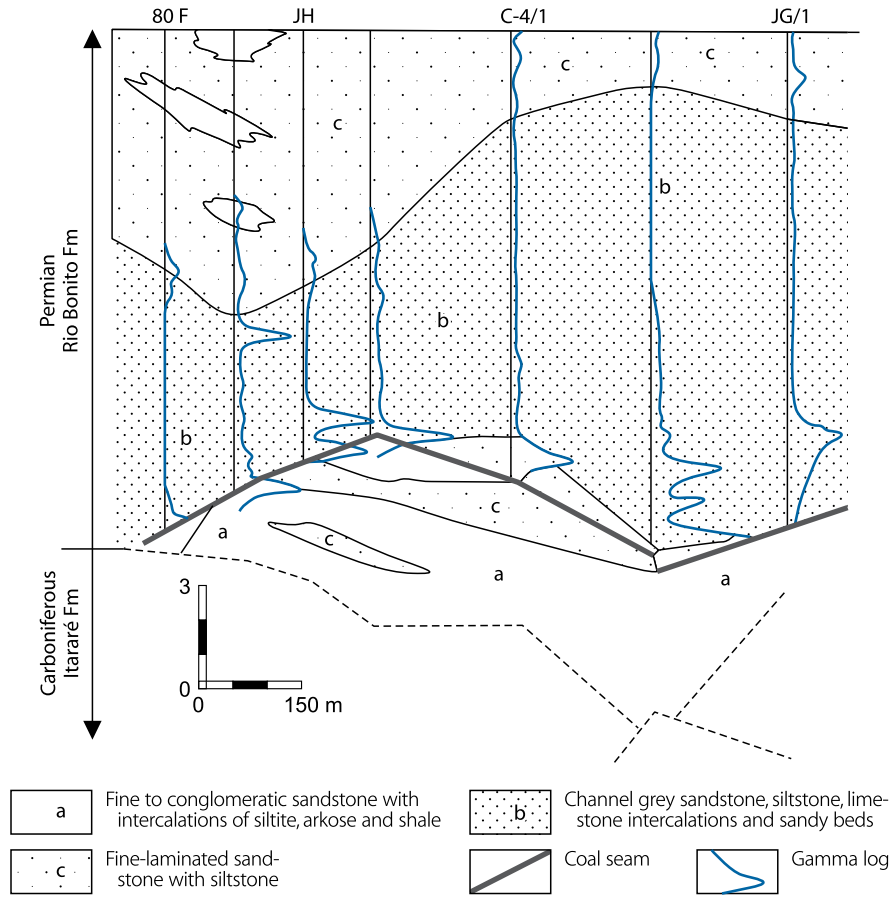 80 F JH C-4/1 JG/1
c c
c
b
Permian
Rio Bonito Fm
b
b
c
a
c
a
a
Carboniferous
Itararé Fm
3
0
0 150 m
a Fine to conglomeratic sandstone with
intercalations of siltite, arkose and shale
b Channel grey sandstone, siltstone, lime-
stone intercalations and sandy beds
c Fine-laminated sand-
stone with siltstone
Coal seam
Gamma log